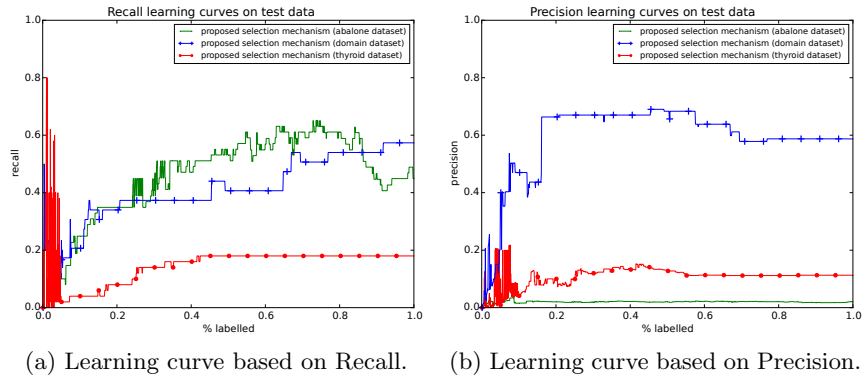 Recall learning curves on test data
1.0
0.8
0.6
0.4
0.2
0.0
recall
proposed selection mechanism (abalone dataset)
proposed selection mechanism (domain dataset)
proposed selection mechanism (thyroid dataset)
0.0 0.2 0.4 0.6 0.8 1.0
% labelled
(a) Learning curve based on Recall.
Precision learning curves on test data
1.0
0.8
0.6
0.4
0.2
0.0
precision
proposed selection mechanism (abalone dataset)
proposed selection mechanism (domain dataset)
proposed selection mechanism (thyroid dataset)
0.0 0.2 0.4 0.6 0.8 1.0
% labelled
(b) Learning curve based on Precision.